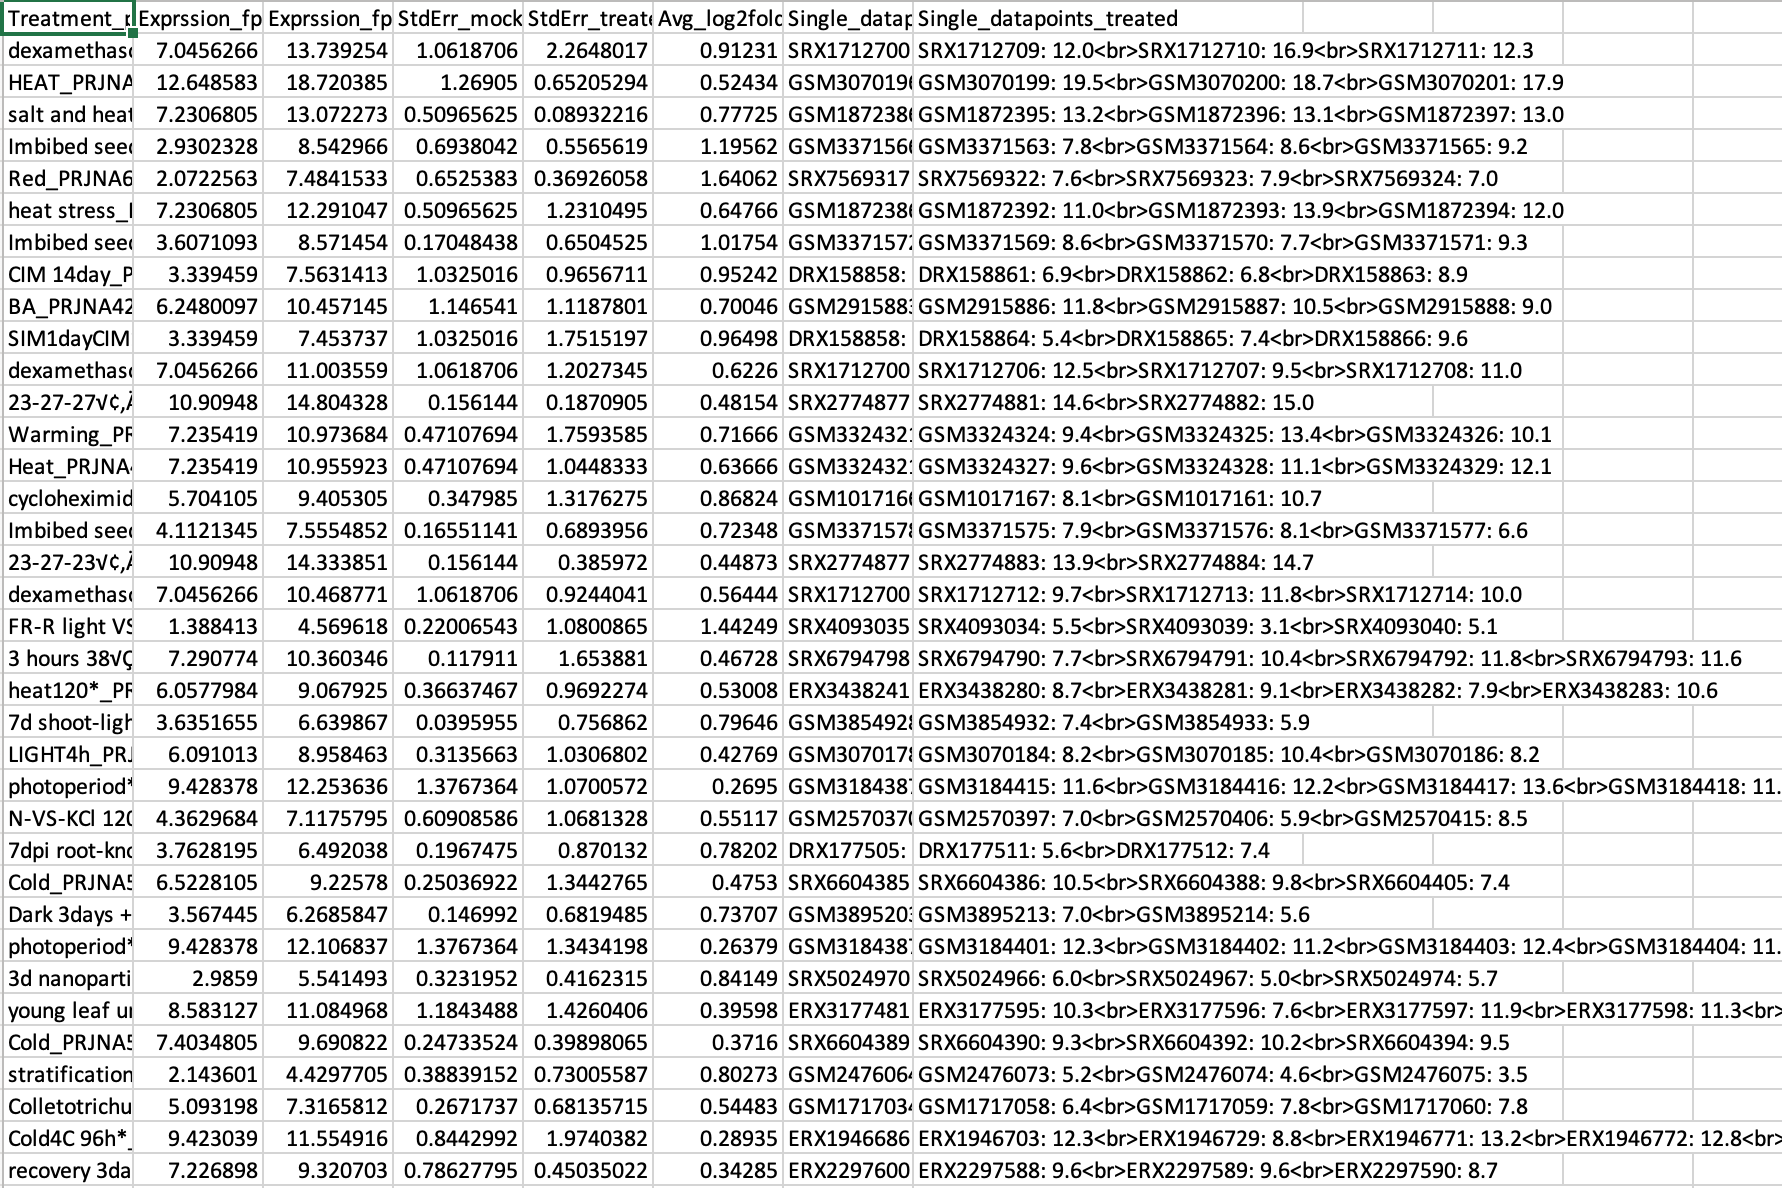 Treatment_p Exprssion_fp Exprssion_fp StdErr_mock StdErr_treate Avg_log2fold Single_datap Single_datapoints_treated
dexamethaso 7.0456266 13.739254 1.0618706 2.2648017 0.91231 SRX1712700 SRX1712709: 12.0<br>SRX1712710: 16.9<br>SRX1712711: 12.3
HEAT_PRJNA 12.648583 18.720385 1.26905 0.65205294 0.52434 GSM3070196 GSM3070199: 19.5<br>GSM3070200: 18.7<br>GSM3070201: 17.9
salt and heat 7.2306805 13.072273 0.50965625 0.08932216 0.77725 GSM1872386 GSM1872395: 13.2<br>GSM1872396: 13.1<br>GSM1872397: 13.0
Imbibed seed 2.9302328 8.542966 0.6938042 0.5565619 1.19562 GSM3371566 GSM3371563: 7.8<br>GSM3371564: 8.6<br>GSM3371565: 9.2
Red_PRJNA6 2.0722563 7.4841533 0.6525383 0.36926058 1.64062 SRX7569317 SRX7569322: 7.6<br>SRX7569323: 7.9<br>SRX7569324: 7.0
heat stress_ 7.2306805 12.291047 0.50965625 1.2310495 0.64766 GSM1872386 GSM1872392: 11.0<br>GSM1872393: 13.9<br>GSM1872394: 12.0
Imbibed seed 3.6071093 8.571454 0.17048438 0.6504525 1.01754 GSM3371572 GSM3371569: 8.6<br>GSM3371570: 7.7<br>GSM3371571: 9.3
CIM 14day_P 3.339459 7.5631413 1.0325016 0.9656711 0.95242 DRX158858: DRX158861: 6.9<br>DRX158862: 6.8<br>DRX158863: 8.9
BA_PRJNA42 6.2480097 10.457145 1.146541 1.1187801 0.70046 GSM2915883 GSM2915886: 11.8<br>GSM2915887: 10.5<br>GSM2915888: 9.0
SIM1dayCIM 3.339459 7.453737 1.0325016 1.7515197 0.96498 DRX158858: DRX158864: 5.4<br>DRX158865: 7.4<br>DRX158866: 9.6
dexamethaso 7.0456266 11.003559 1.0618706 1.2027345 0.6226 SRX1712700 SRX1712706: 12.5<br>SRX1712707: 9.5<br>SRX1712708: 11.0
23-27-27√¢‚ 10.90948 14.804328 0.156144 0.1870905 0.48154 SRX2774877 SRX2774881: 14.6<br>SRX2774882: 15.0
Warming_PR 7.235419 10.973684 0.47107694 1.7593585 0.71666 GSM3324321 GSM3324324: 9.4<br>GSM3324325: 13.4<br>GSM3324326: 10.1
Heat_PRJNA 7.235419 10.955923 0.47107694 1.0448333 0.63666 GSM3324321 GSM3324327: 9.6<br>GSM3324328: 11.1<br>GSM3324329: 12.1
cycloheximid 5.704105 9.405305 0.347985 1.3176275 0.86824 GSM1017166 GSM1017167: 8.1<br>GSM1017161: 10.7
Imbibed seed 4.1121345 7.5554852 0.16551141 0.6893956 0.72348 GSM3371578 GSM3371575: 7.9<br>GSM3371576: 8.1<br>GSM3371577: 6.6
23-27-23√¢‚ 10.90948 14.333851 0.156144 0.385972 0.44873 SRX2774877 SRX2774883: 13.9<br>SRX2774884: 14.7
dexamethaso 7.0456266 10.468771 1.0618706 0.9244041 0.56444 SRX1712700 SRX1712712: 9.7<br>SRX1712713: 11.8<br>SRX1712714: 10.0
FR-R light VS 1.388413 4.569618 0.22006543 1.0800865 1.44249 SRX4093035 SRX4093034: 5.5<br>SRX4093039: 3.1<br>SRX4093040: 5.1
3 hours 38√Ç 7.290774 10.360346 0.117911 1.653881 0.46728 SRX6794798 SRX6794790: 7.7<br>SRX6794791: 10.4<br>SRX6794792: 11.8<br>SRX6794793: 11.6
heat120*_PR 6.0577984 9.067925 0.36637467 0.9692274 0.53008 ERX3438241 ERX3438280: 8.7<br>ERX3438281: 9.1<br>ERX3438282: 7.9<br>ERX3438283: 10.6
7d shoot-ligh 3.6351655 6.639867 0.0395955 0.756862 0.79646 GSM3854928 GSM3854932: 7.4<br>GSM3854933: 5.9
LIGHT4h_PRJ 6.091013 8.958463 0.3135663 1.0306802 0.42769 GSM3070178 GSM3070184: 8.2<br>GSM3070185: 10.4<br>GSM3070186: 8.2
photoperiod* 9.428378 12.253636 1.3767364 1.0700572 0.2695 GSM3184387 GSM3184415: 11.6<br>GSM3184416: 12.2<br>GSM3184417: 13.6<br>GSM3184418: 11.
N-VS-KCl 120 4.3629684 7.1175795 0.60908586 1.0681328 0.55117 GSM2570370 GSM2570397: 7.0<br>GSM2570406: 5.9<br>GSM2570415: 8.5
7dpi root-kno 3.7628195 6.492038 0.1967475 0.870132 0.78202 DRX177505: DRX177511: 5.6<br>DRX177512: 7.4
Cold_PRJNA5 6.5228105 9.22578 0.25036922 1.3442765 0.4753 SRX6604385 SRX6604386: 10.5<br>SRX6604388: 9.8<br>SRX6604405: 7.4
Dark 3days + 3.567445 6.2685847 0.146992 0.6819485 0.73707 GSM3895203 GSM3895213: 7.0<br>GSM3895214: 5.6
photoperiod* 9.428378 12.106837 1.3767364 1.3434198 0.26379 GSM3184387 GSM3184401: 12.3<br>GSM3184402: 11.2<br>GSM3184403: 12.4<br>GSM3184404: 11.
3d nanoparti 2.9859 5.541493 0.3231952 0.4162315 0.84149 SRX5024970 SRX5024966: 6.0<br>SRX5024967: 5.0<br>SRX5024974: 5.7
young leaf un 8.583127 11.084968 1.1843488 1.4260406 0.39598 ERX3177481 ERX3177595: 10.3<br>ERX3177596: 7.6<br>ERX3177597: 11.9<br>ERX3177598: 11.3<br>
Cold_PRJNA5 7.4034805 9.690822 0.24733524 0.39898065 0.3716 SRX6604389 SRX6604390: 9.3<br>SRX6604392: 10.2<br>SRX6604394: 9.5
stratification 2.143601 4.4297705 0.38839152 0.73005587 0.80273 GSM2476064 GSM2476073: 5.2<br>GSM2476074: 4.6<br>GSM2476075: 3.5
Colletotrichu 5.093198 7.3165812 0.2671737 0.68135715 0.54483 GSM1717034 GSM1717058: 6.4<br>GSM1717059: 7.8<br>GSM1717060: 7.8
Cold4C 96h*_ 9.423039 11.554916 0.8442992 1.9740382 0.28935 ERX1946686 ERX1946703: 12.3<br>ERX1946729: 8.8<br>ERX1946771: 13.2<br>ERX1946772: 12.8<br>
recovery 3da 7.226898 9.320703 0.78627795 0.45035022 0.34285 ERX2297600 ERX2297588: 9.6<br>ERX2297589: 9.6<br>ERX2297590: 8.7